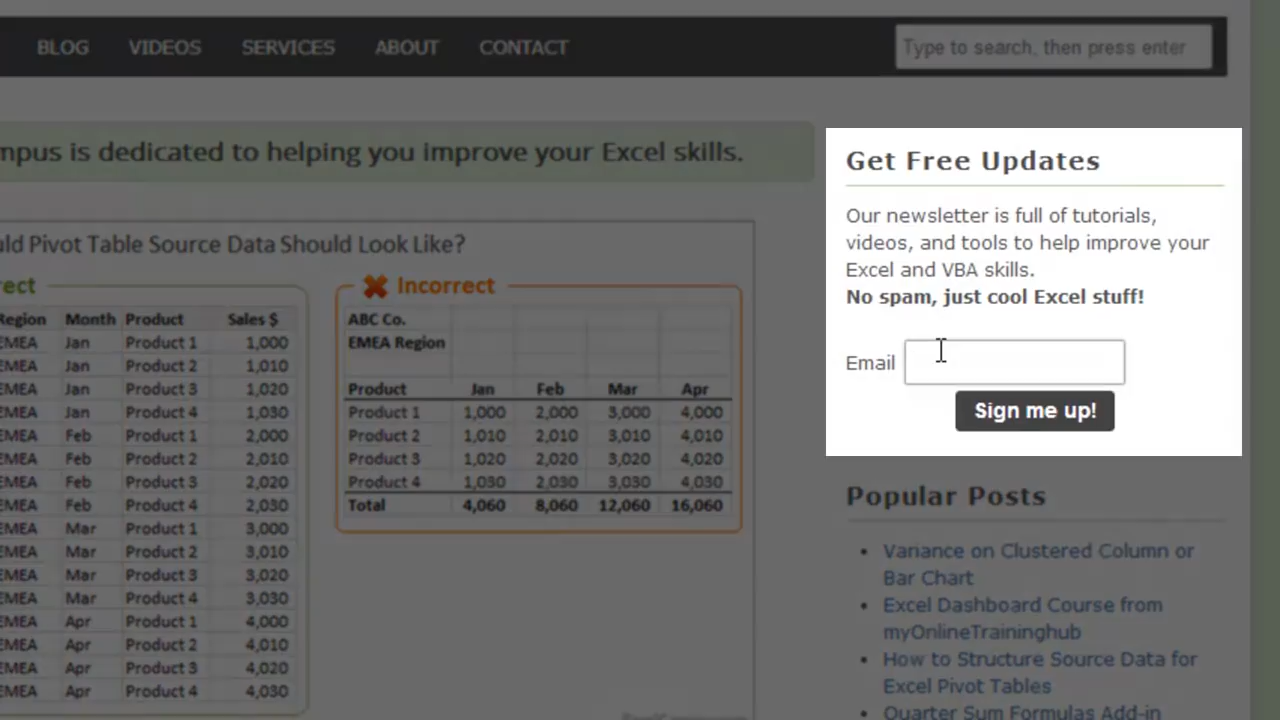 BLOG VIDEOS SERVICES ABOUT CONTACT
Type to search, then press enter
mpus is dedicated to helping you improve your Excel skills.
uld Pivot Table Source Data Should Look Like?
rect
Region Month Product Sales $
EMEA Jan Product 1 1,000
EMEA Jan Product 2 1,010
EMEA Jan Product 3 1,020
EMEA Jan Product 4 1,030
EMEA Feb Product 1 2,000
EMEA Feb Product 2 2,010
EMEA Feb Product 3 2,020
EMEA Feb Product 4 2,030
EMEA Mar Product 1 3,000
EMEA Mar Product 2 3,010
EMEA Mar Product 3 3,020
EMEA Mar Product 4 3,030
EMEA Apr Product 1 4,000
EMEA Apr Product 2 4,010
EMEA Apr Product 3 4,020
EMEA Apr Product 4 4,030
Incorrect
ABC Co.
EMEA Region
Product Jan Feb Mar Apr
Product 1 1,000 2,000 3,000 4,000
Product 2 1,010 2,010 3,010 4,010
Product 3 1,020 2,020 3,020 4,020
Product 4 1,030 2,030 3,030 4,030
Total 4,060 8,060 12,060 16,060
Get Free Updates
Our newsletter is full of tutorials,
videos, and tools to help improve your
Excel and VBA skills.
No spam, just cool Excel stuff!
Email
Sign me up!
Popular Posts
Variance on Clustered Column or
Bar Chart
Excel Dashboard Course from
myOnlineTraininghub
How to Structure Source Data for
Excel Pivot Tables
Quarter Sum Formulas Add-in